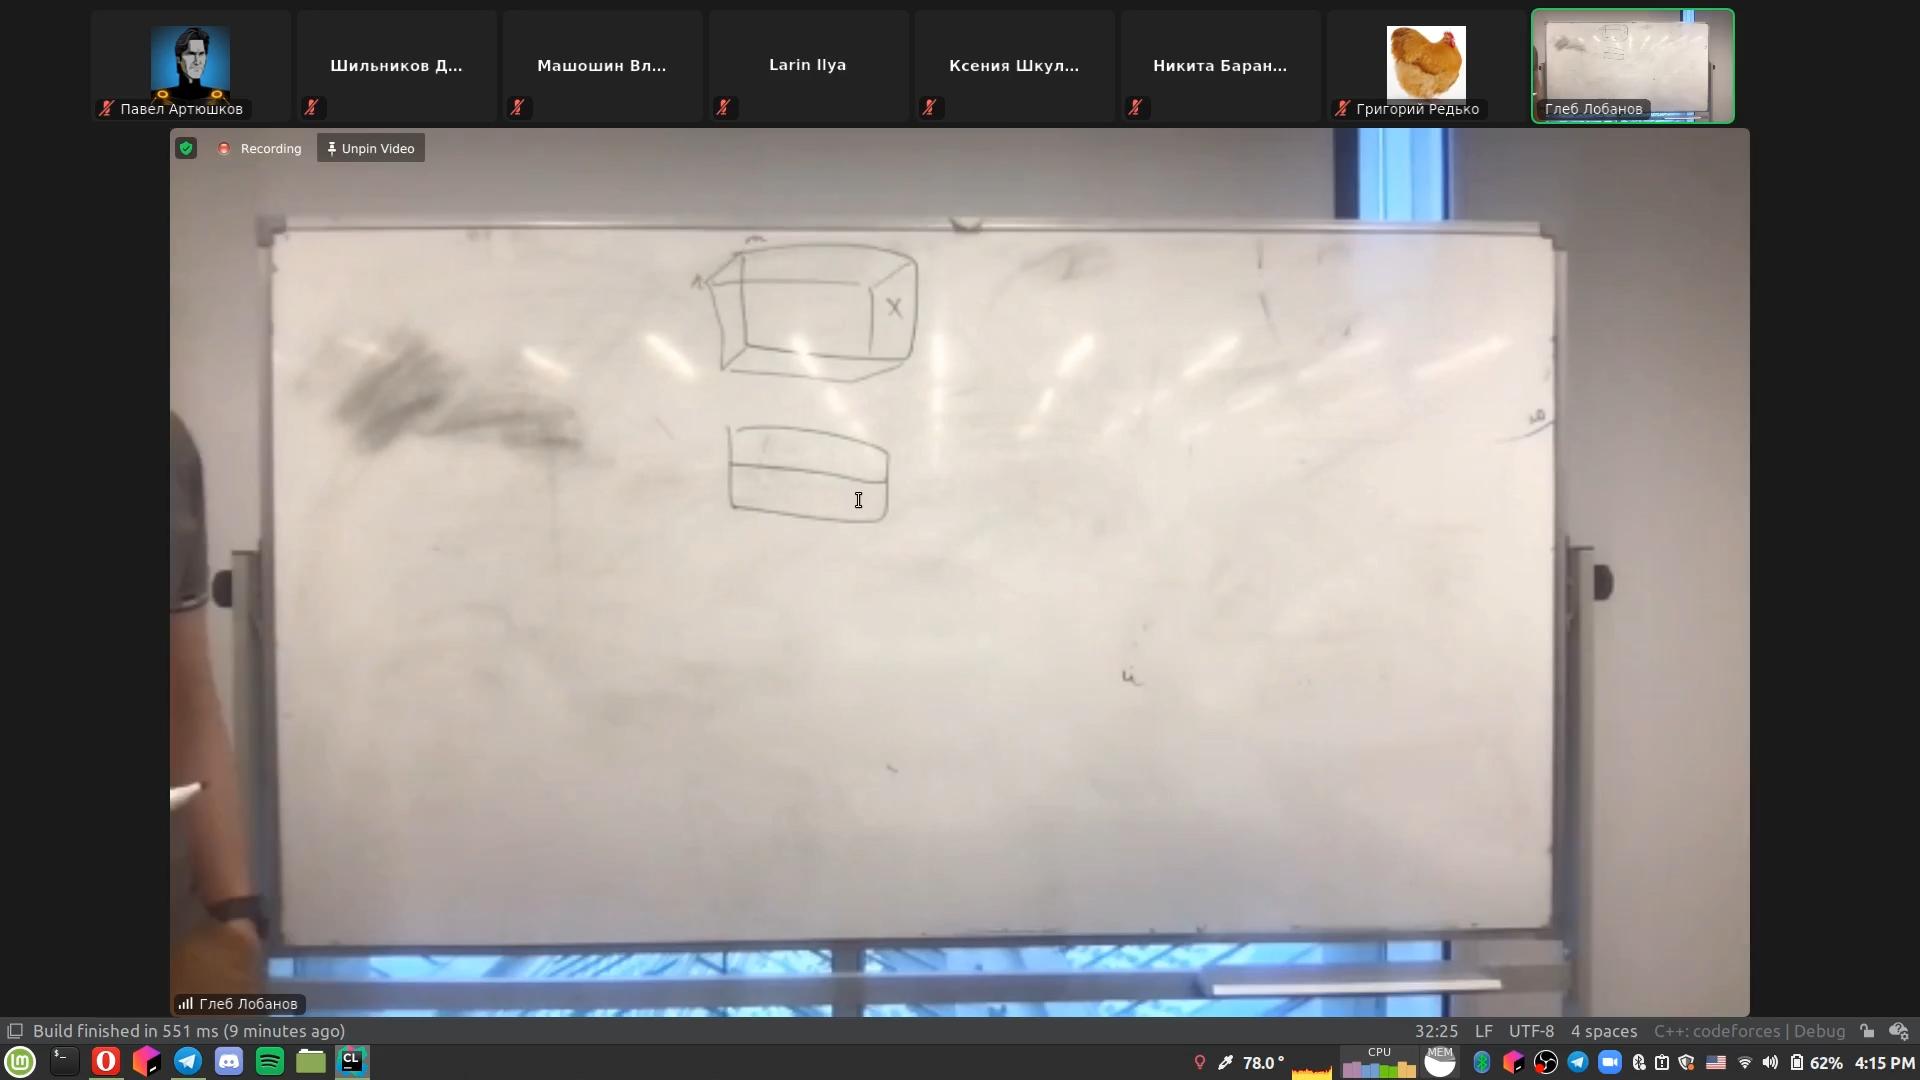 Шильников Д...
Машошин Вл...
Larin Ilya
Ксения Шкул...
Никита Баран...
Павел Артюшков
Григорий Редько
Глеб Лобанов
Recording
Unpin Video
m
X
Глеб Лобанов
Build finished in 551 ms (9 minutes ago)
32:25 LF UTF-8 4 spaces C++: codeforces | Debug
CL
78.0°
CPU
MEM
62%
4:15 PM